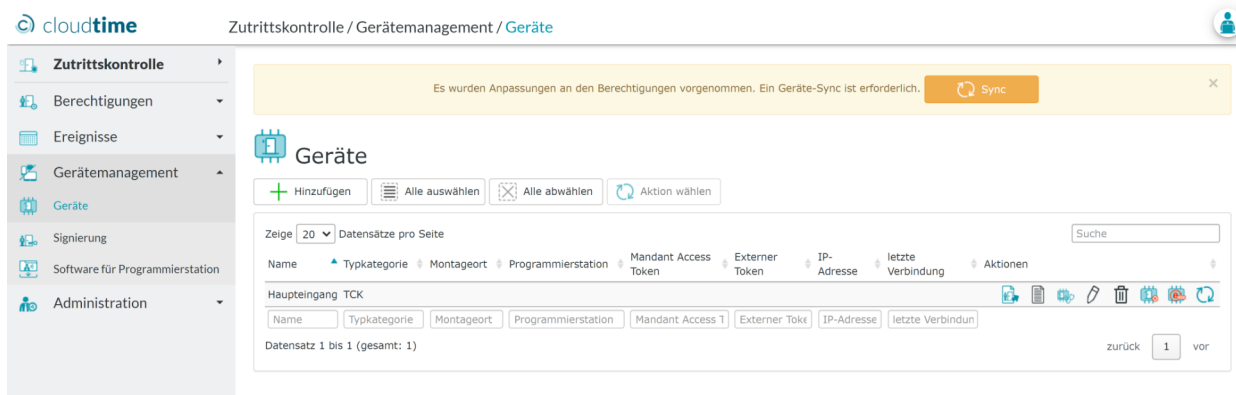 cloudtime
Zutrittskontrolle / Gerätemanagement / Geräte
Zutrittskontrolle
Berechtigungen
Ereignisse
Gerätemanagement
Geräte
Signierung
Software für Programmierstation
Administration
Es wurden Anpassungen an den Berechtigungen vorgenommen. Ein Geräte-Sync ist erforderlich. Sync ×
Geräte
Hinzufügen Alle auswählen Alle abwählen Aktion wählen
Zeige 20 Datensätze pro Seite Suche
Name Typkategorie Montageort Programmierstation Mandant Access Token Externer Token IP-Adresse letzte Verbindung Aktionen
Haupteingang TCK
Name Typkategorie Montageort Programmierstation Mandant Access T Externer Toke IP-Adresse letzte Verbindun
Datensatz 1 bis 1 (gesamt: 1) zurück 1 vor